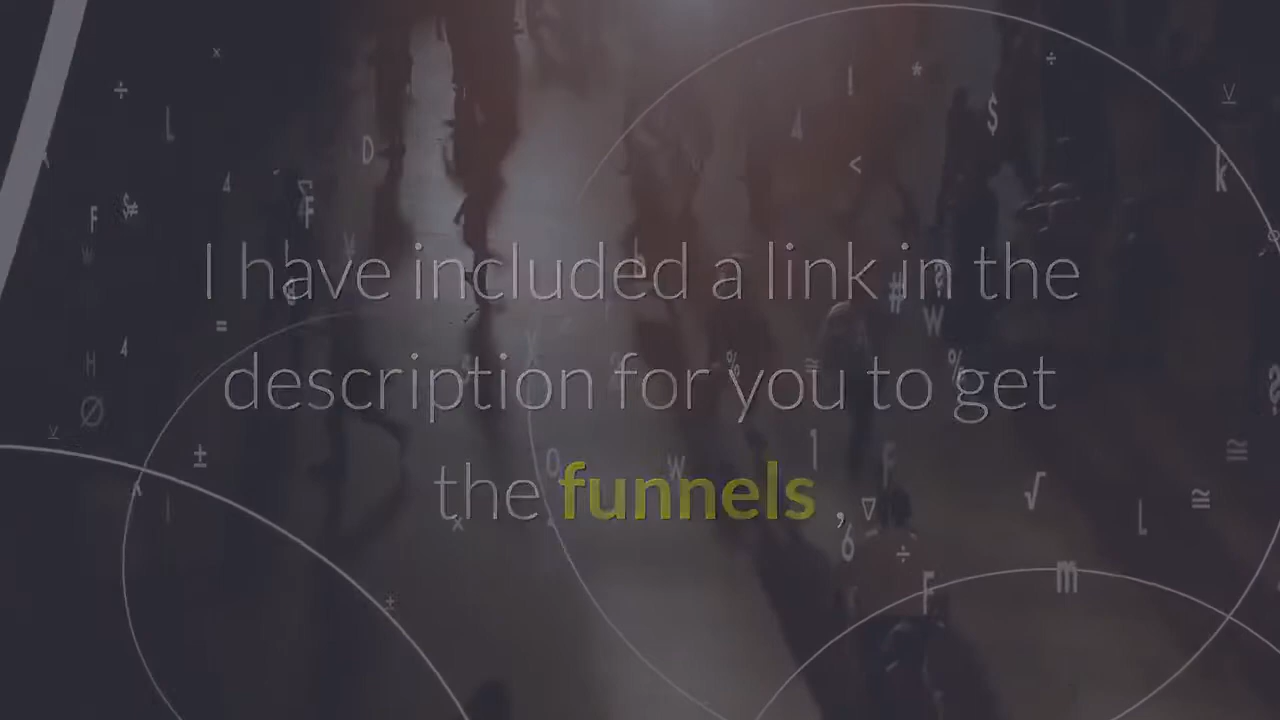 I have included a link in the
description for you to get
the funnels ,